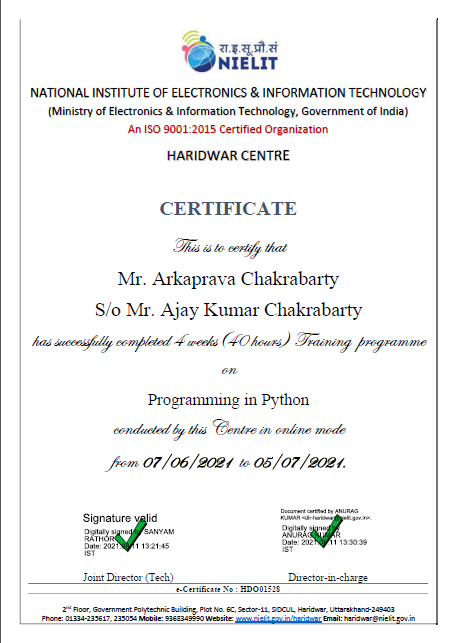 रा.इ.सू.प्रौ.सं
NIELIT
NATIONAL INSTITUTE OF ELECTRONICS & INFORMATION TECHNOLOGY
(Ministry of Electronics & Information Technology, Government of India)
An ISO 9001:2015 Certified Organization
HARIDWAR CENTRE
CERTIFICATE
This is to certify that
Mr. Arkaprava Chakrabarty
S/o Mr. Ajay Kumar Chakrabarty
has successfully completed 4 weeks (40 hours) Training programme
on
Programming in Python
conducted by this Centre in online mode
from 07/06/2021 to 05/07/2021.
Signature valid
Digitally signed by SANYAM
RATHOR
Date: 2021. 11 13:21:45
IST
Joint Director (Tech)
Document certified by ANURAG
KUMAR <dir-haridwar@nielit.gov.in>.
Digitally signed
ANURAG KUMAR
Date: 2021. 11 13:30:39
IST
Director-in-charge
e-Certificate No : HDO01528
2nd Floor, Government Polytechnic Building, Plot No. 6C, Sector-11, SIDCUL, Haridwar, Uttarakhand-249403
Phone: 01334-235617, 235054 Mobile: 9368349990 Website: www.nielit.gov.in/haridwar Email: haridwar@nielit.gov.in